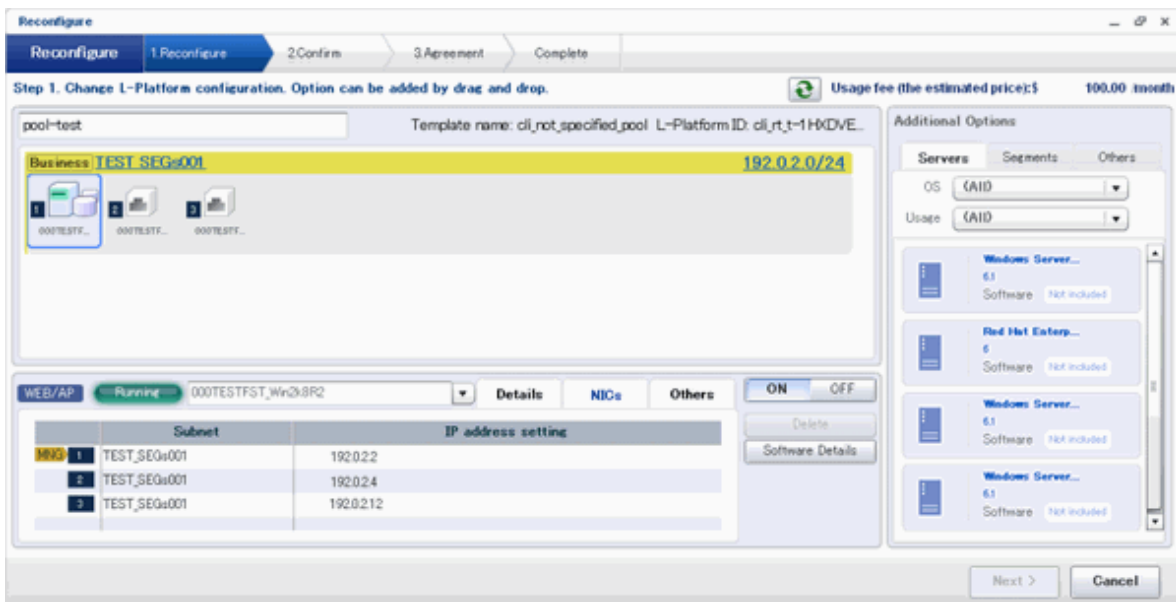 Reconfigure
Reconfigure 1.Reconfigure 2.Confirm 3.Agreement Complete
Step 1. Change L-Platform configuration. Option can be added by drag and drop. Usage fee (the estimated price):$ 100.00 /month
pool-test Template name: cli_not_specified_pool L-Platform ID: cli_rt_t-1HXDVE...
Additional Options
Business TEST_SEGs001 192.0.2.0/24
Servers Segments Others
OS (All)
Usage (All)
1 2 3
000TESTF... 000TESTF... 000TESTF...
Windows Server...
6.1
Software Not included
Red Hat Enterp...
6
Software Not included
Windows Server...
6.1
Software Not included
Windows Server...
6.1
Software Not included
WEB/AP Running 000TESTFST_Win2k8R2 Details NICs Others ON OFF
Delete
Software Details
Subnet IP address setting
MNG 1 TEST_SEGs001 192.0.2.2
2 TEST_SEGs001 192.0.2.4
3 TEST_SEGs001 192.0.2.12
Next > Cancel